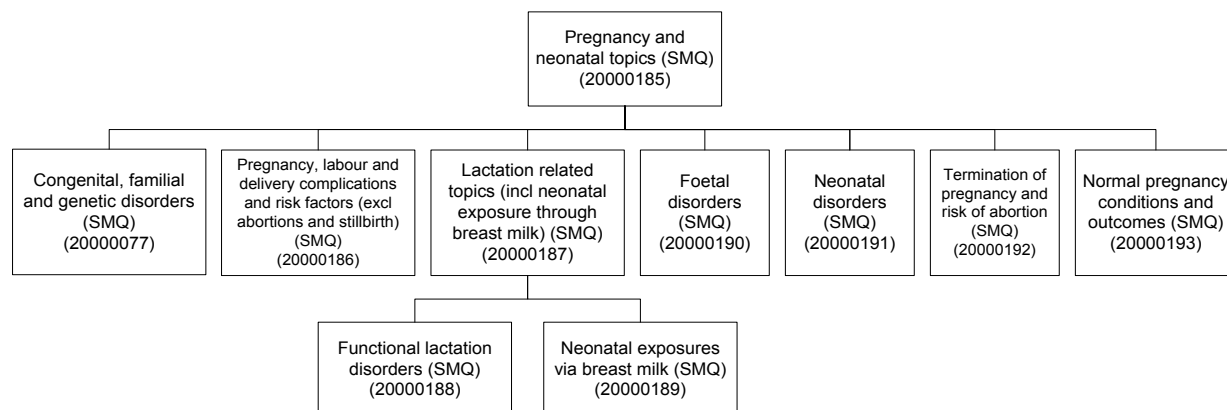 Pregnancy and
neonatal topics (SMQ)
(20000185)
Congenital, familial
and genetic disorders
(SMQ)
(20000077)
Pregnancy, labour and
delivery complications
and risk factors (excl
abortions and stillbirth)
(SMQ)
(20000186)
Lactation related
topics (incl neonatal
exposure through
breast milk) (SMQ)
(20000187)
Foetal
disorders
(SMQ)
(20000190)
Neonatal
disorders
(SMQ)
(20000191)
Termination of
pregnancy and
risk of abortion
(SMQ)
(20000192)
Normal pregnancy
conditions and
outcomes (SMQ)
(20000193)
Functional lactation
disorders (SMQ)
(20000188)
Neonatal exposures
via breast milk (SMQ)
(20000189)